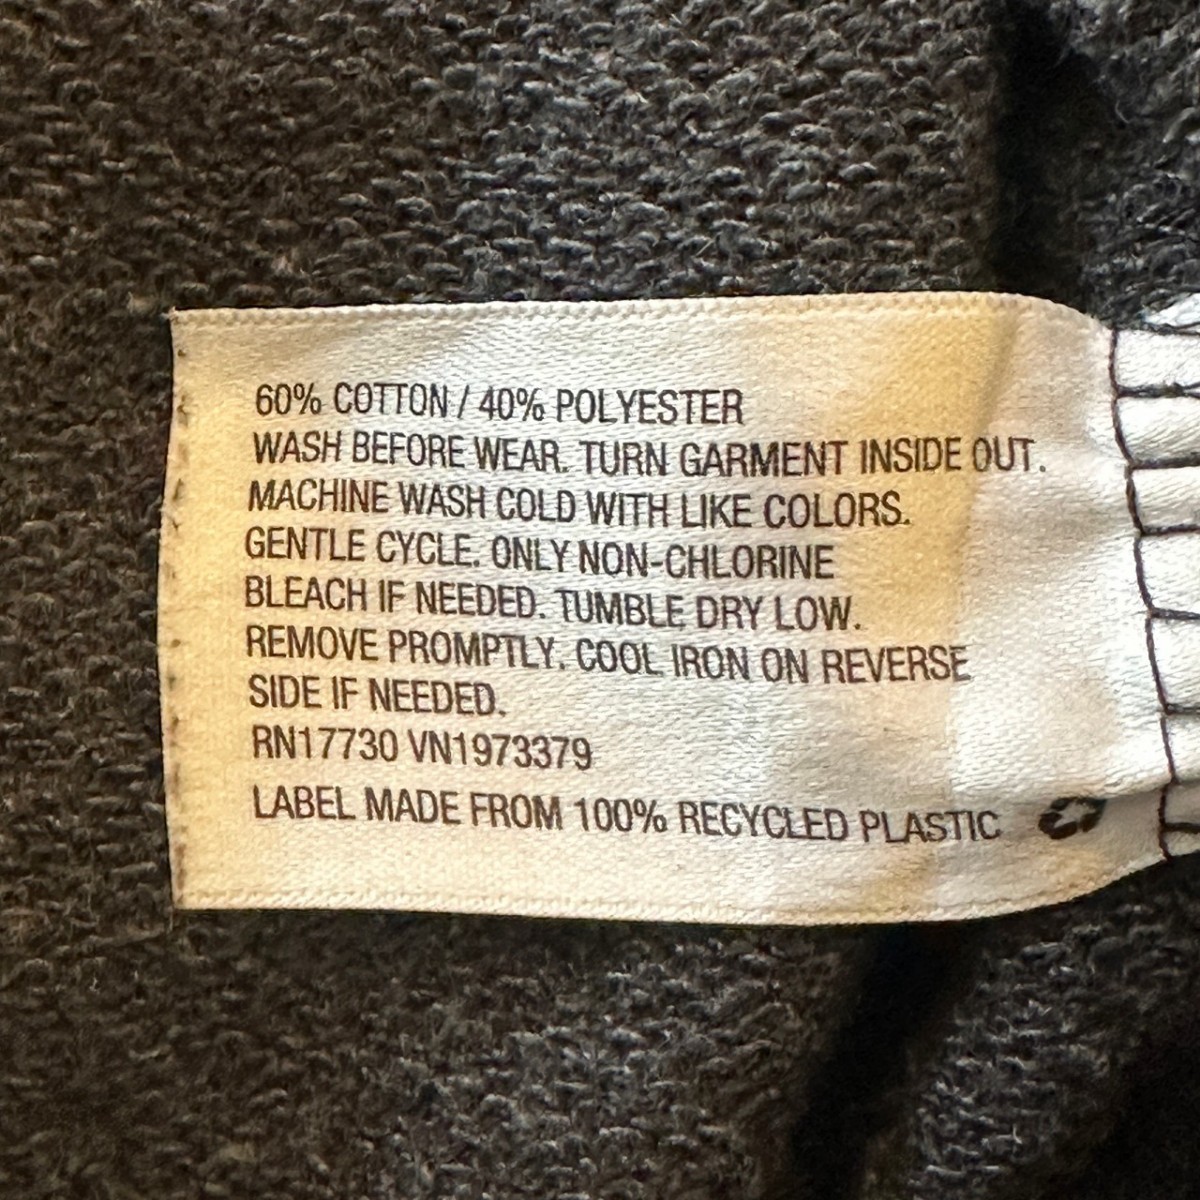 60% COTTON / 40% POLYESTER
WASH BEFORE WEAR. TURN GARMENT INSIDE OUT.
MACHINE WASH COLD WITH LIKE COLORS.
GENTLE CYCLE. ONLY NON-CHLORINE
BLEACH IF NEEDED. TUMBLE DRY LOW.
REMOVE PROMPTLY. COOL IRON ON REVERSE
SIDE IF NEEDED.
RN17730 VN1973379
LABEL MADE FROM 100% RECYCLED PLASTIC